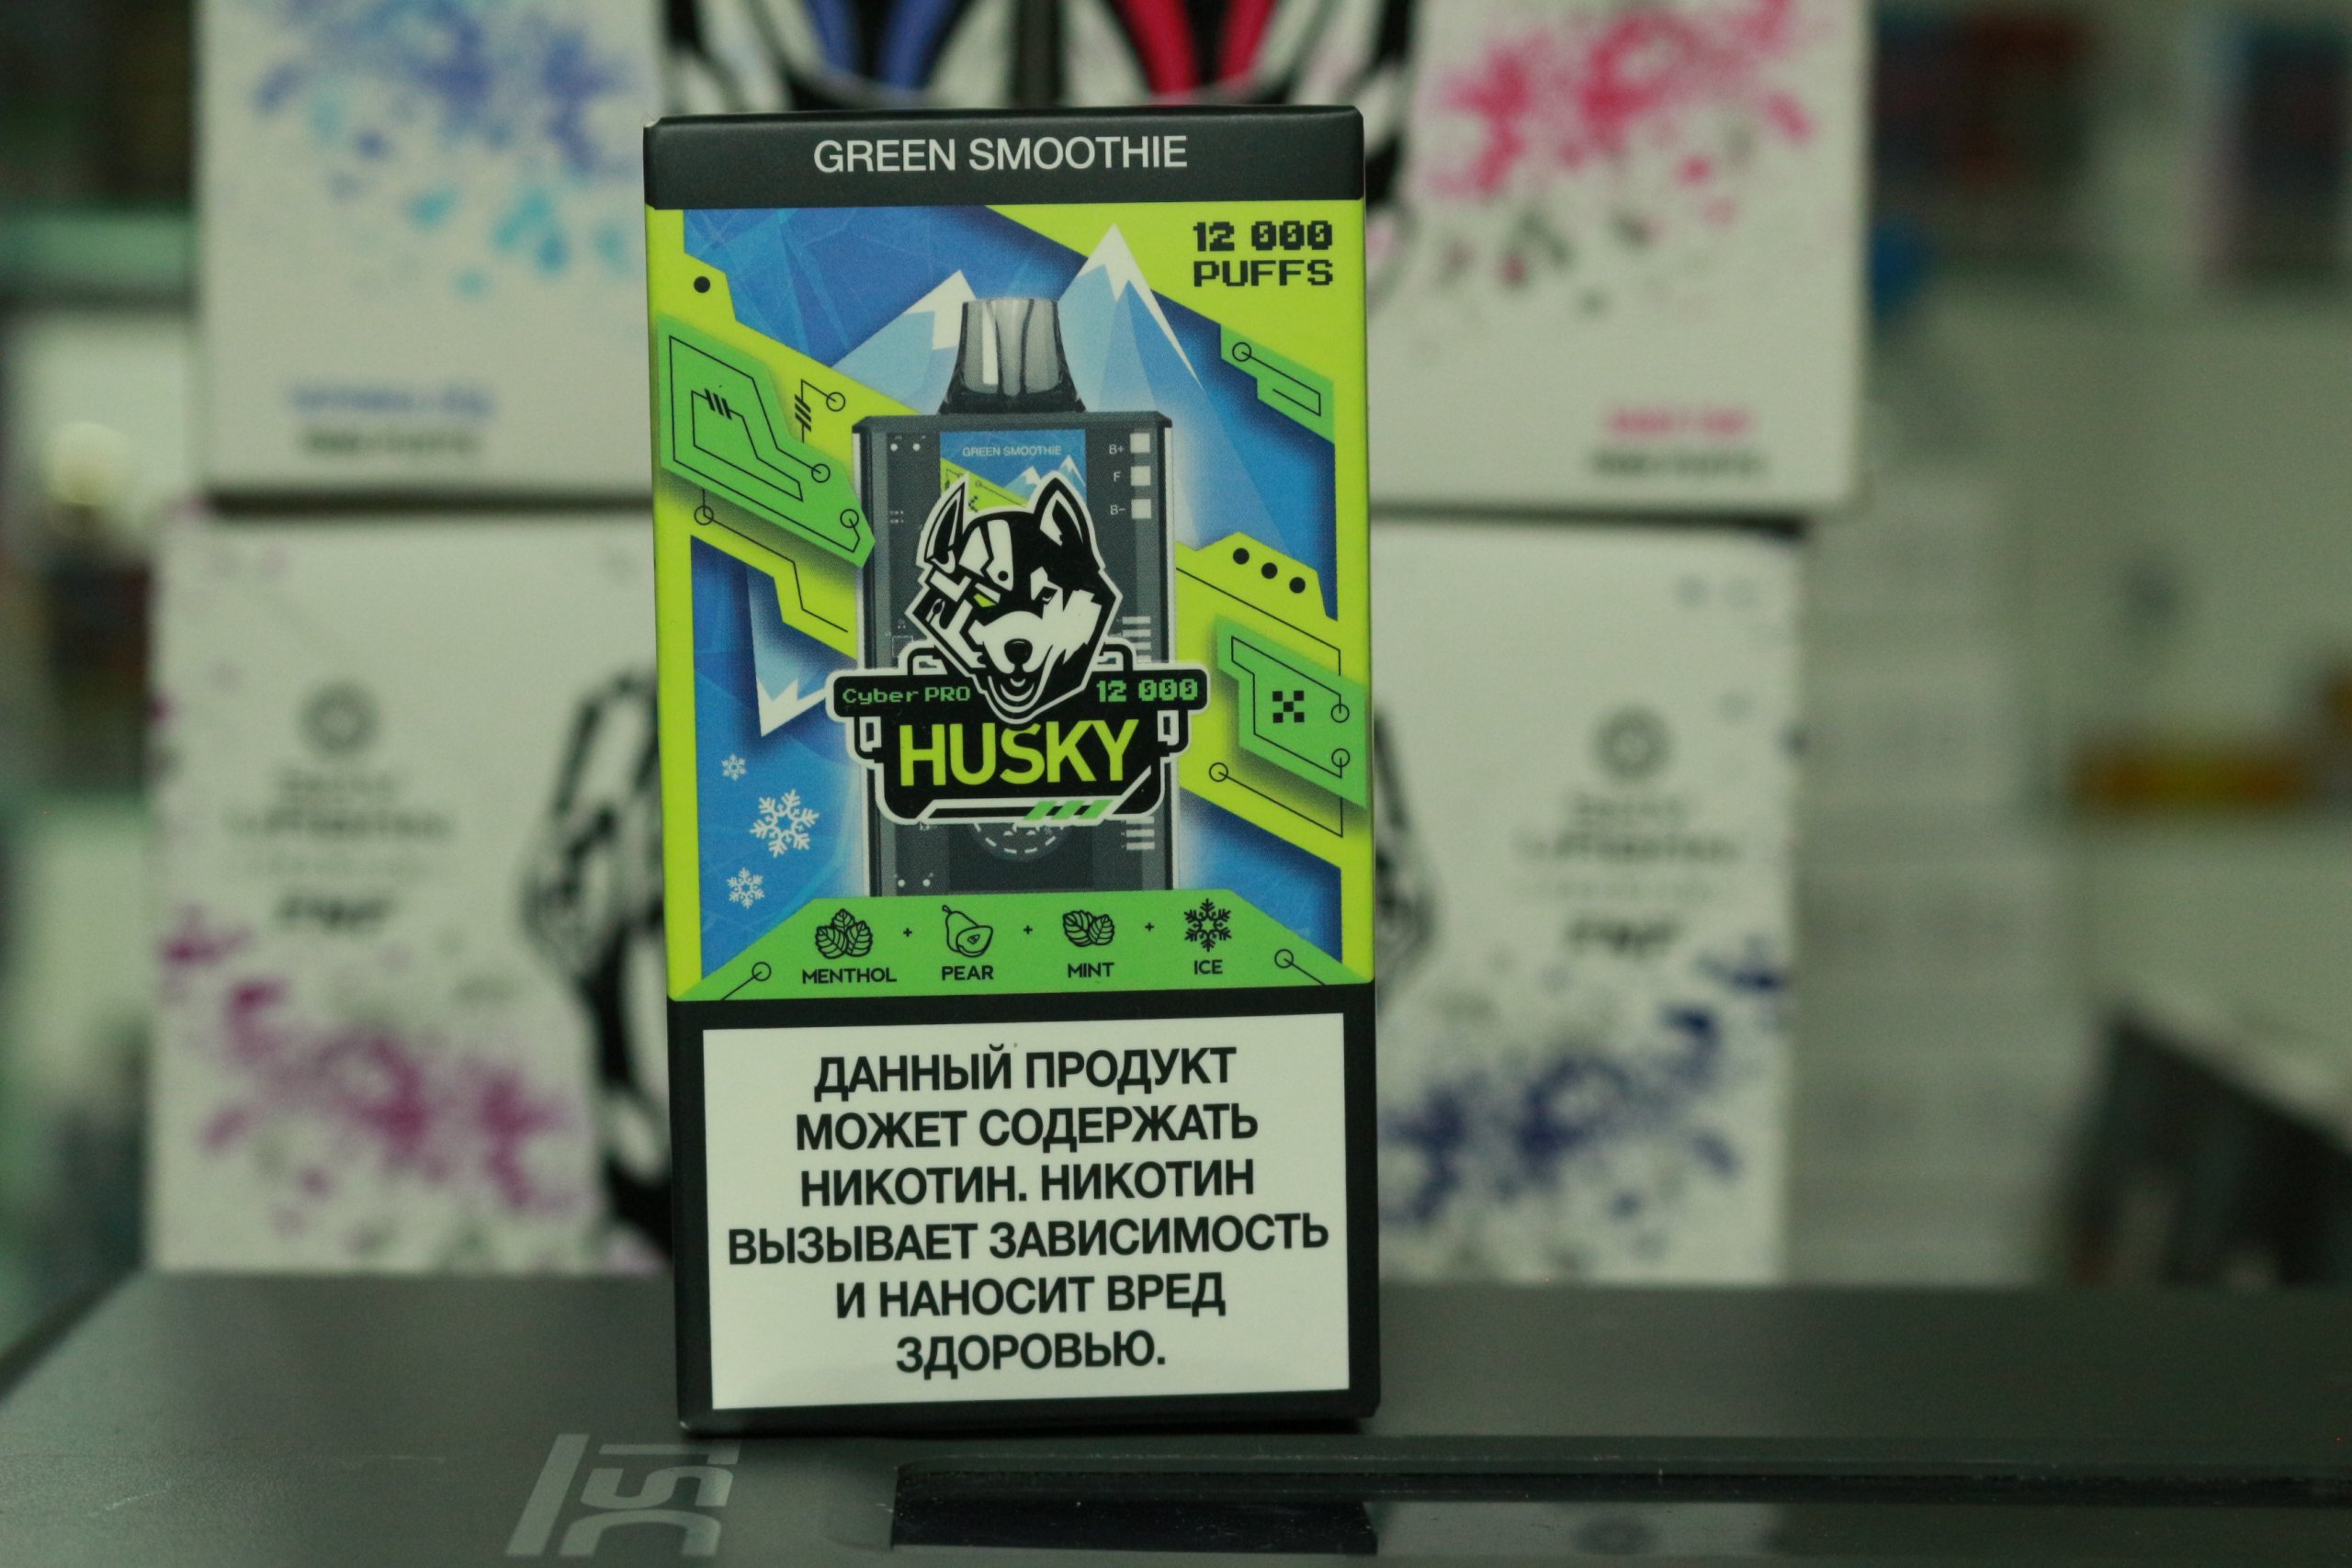 GREEN SMOOTHIE
12 000
PUFFS
GREEN SMOOTHIE
B+
F
B-
Cyber PRO 12 000
HUSKY
MENTHOL + PEAR + MINT + ICE
ДАННЫЙ ПРОДУКТ
МОЖЕТ СОДЕРЖАТЬ
НИКОТИН. НИКОТИН
ВЫЗЫВАЕТ ЗАВИСИМОСТЬ
И НАНОСИТ ВРЕД
ЗДОРОВЬЮ.